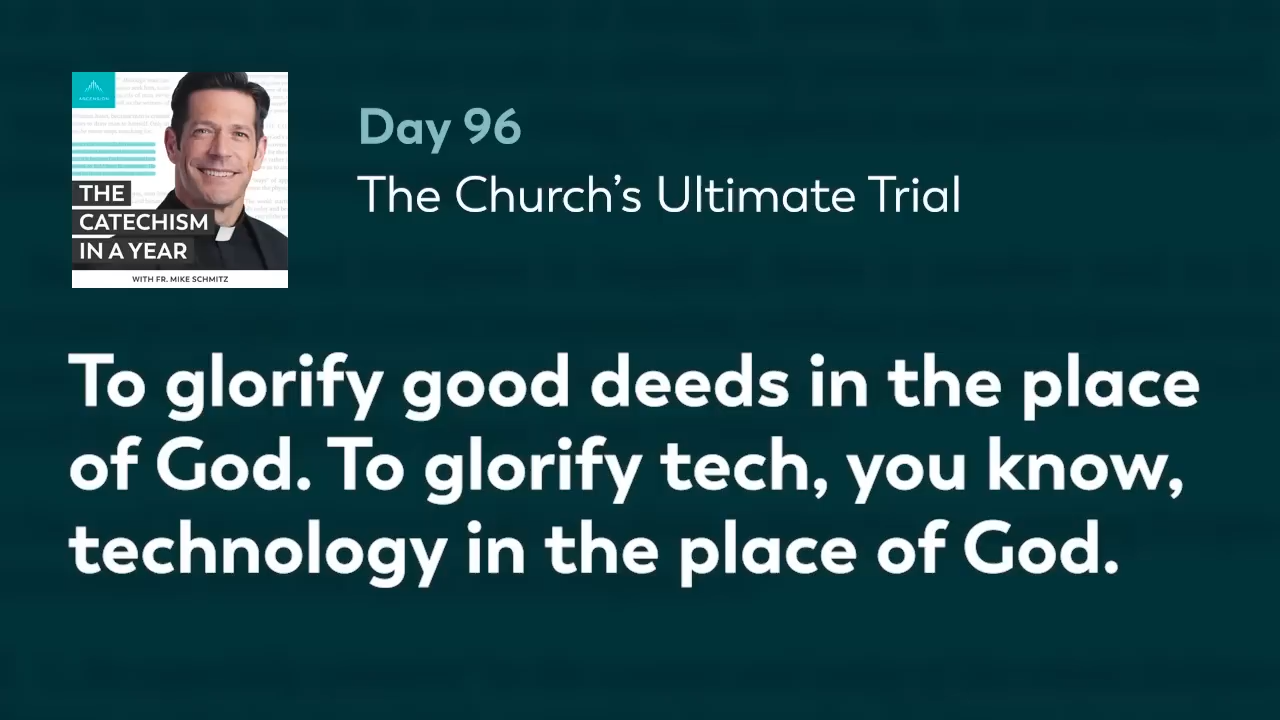 ASCENSION
Day 96
The Church's Ultimate Trial
THE
CATECHISM
IN A YEAR
WITH FR. MIKE SCHMITZ
To glorify good deeds in the place
of God. To glorify tech, you know,
technology in the place of God.